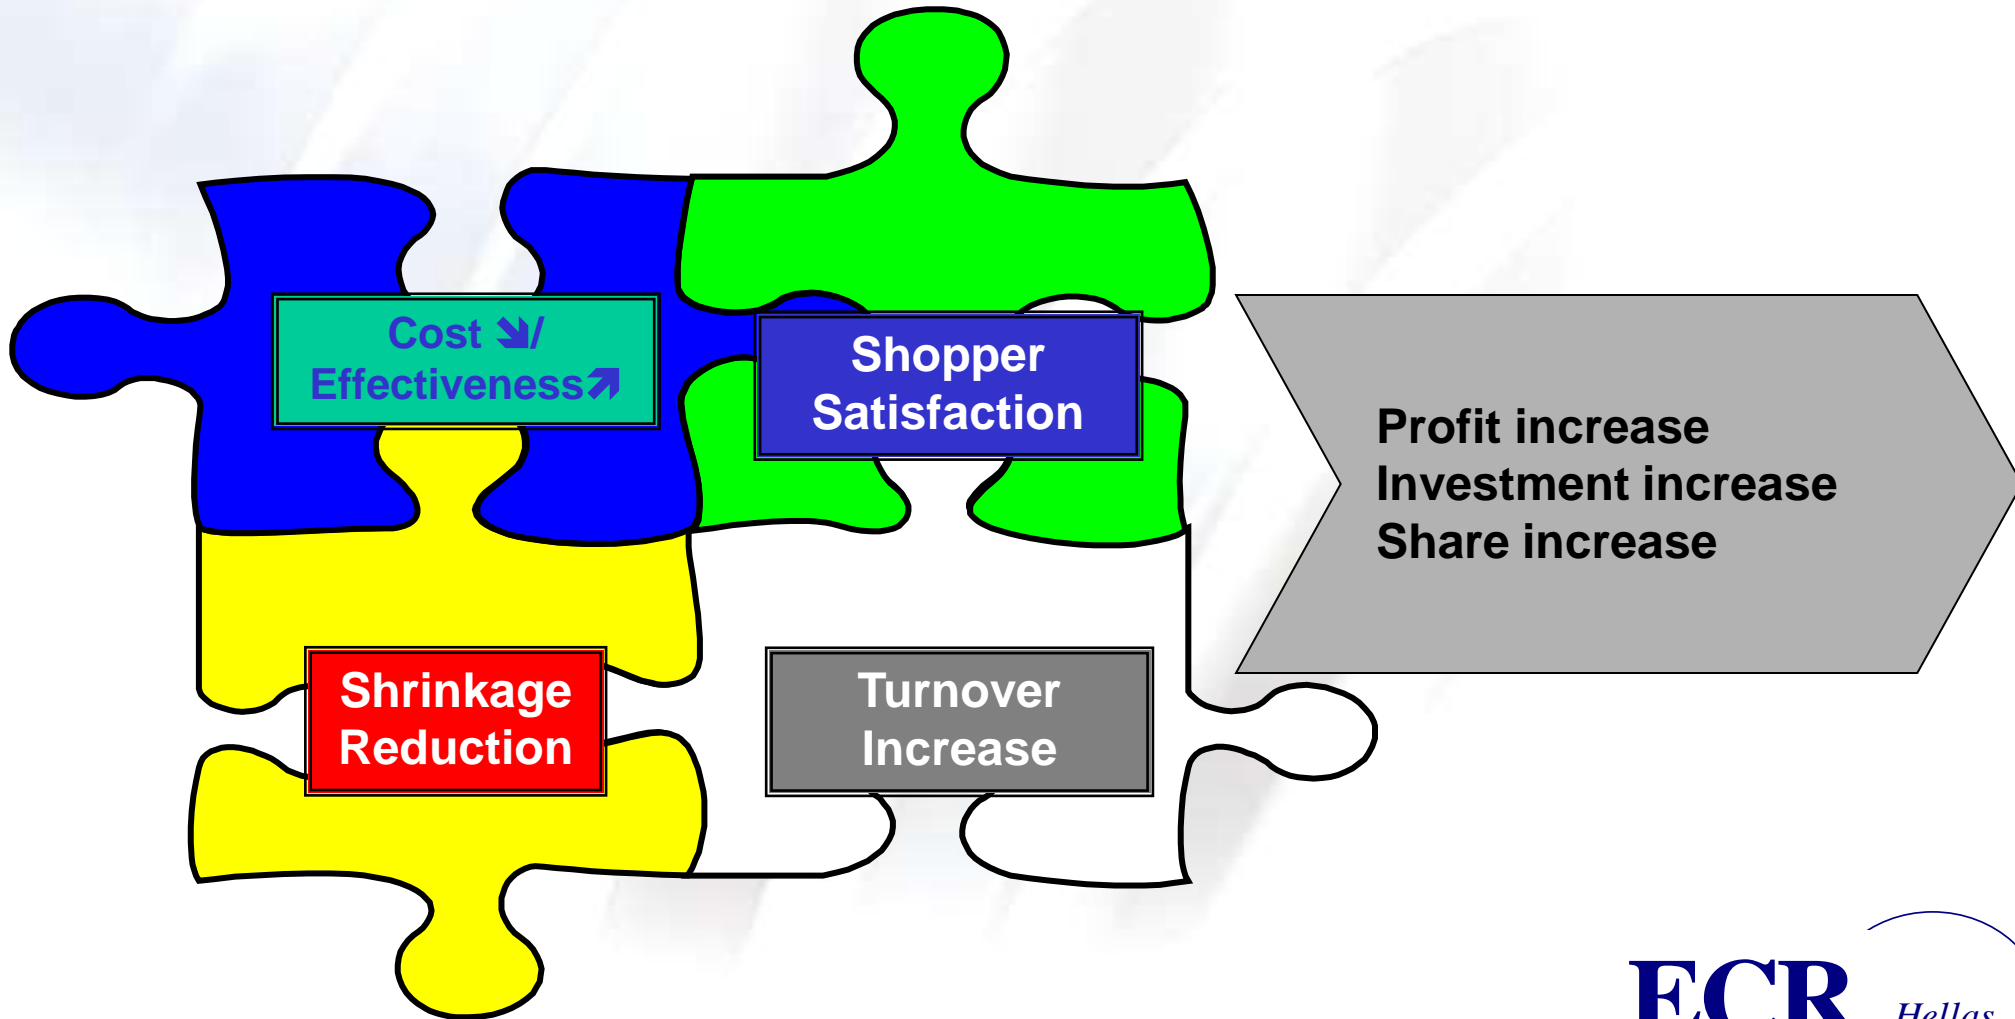 Cost ➘/
Effectiveness➚
Shopper
Satisfaction
Shrinkage
Reduction
Turnover
Increase
Profit increase
Investment increase
Share increase
ECR Hellas